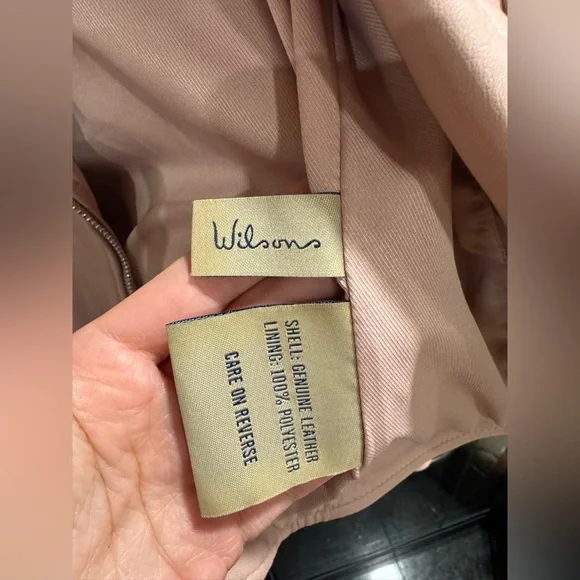 Wilsons
SHELL: GENUINE LEATHER
LINING: 100% POLYESTER
CARE ON REVERSE